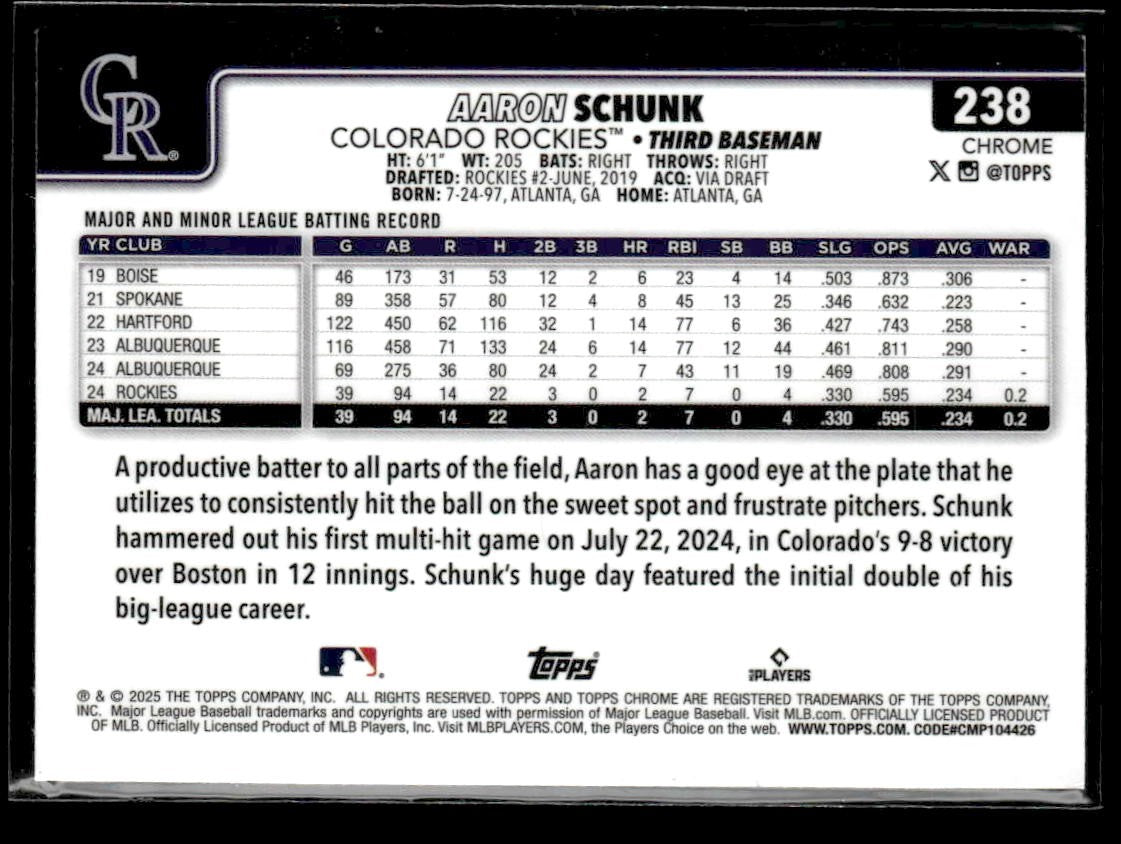 CR®
AARON SCHUNK
238
COLORADO ROCKIES™ • THIRD BASEMAN
CHROME
HT: 6'1" WT: 205 BATS: RIGHT THROWS: RIGHT
X @TOPPS
DRAFTED: ROCKIES #2-JUNE, 2019 ACQ: VIA DRAFT
BORN: 7-24-97, ATLANTA, GA HOME: ATLANTA, GA
MAJOR AND MINOR LEAGUE BATTING RECORD
YR CLUB G AB R H 2B 3B HR RBI SB BB SLG OPS AVG WAR
19 BOISE 46 173 31 53 12 2 6 23 4 14 .503 .873 .306 -
21 SPOKANE 89 358 57 80 12 4 8 45 13 25 .346 .632 .223 -
22 HARTFORD 122 450 62 116 32 1 14 77 6 36 .427 .743 .258 -
23 ALBUQUERQUE 116 458 71 133 24 6 14 77 12 44 .461 .811 .290 -
24 ALBUQUERQUE 69 275 36 80 24 2 7 43 11 19 .469 .808 .291 -
24 ROCKIES 39 94 14 22 3 0 2 7 0 4 .330 .595 .234 0.2
MAJ. LEA. TOTALS 39 94 14 22 3 0 2 7 0 4 .330 .595 .234 0.2
A productive batter to all parts of the field, Aaron has a good eye at the plate that he
utilizes to consistently hit the ball on the sweet spot and frustrate pitchers. Schunk
hammered out his first multi-hit game on July 22, 2024, in Colorado's 9-8 victory
over Boston in 12 innings. Schunk's huge day featured the initial double of his
big-league career.
Topps
MLB PLAYERS
® & © 2025 THE TOPPS COMPANY, INC. ALL RIGHTS RESERVED. TOPPS AND TOPPS CHROME ARE REGISTERED TRADEMARKS OF THE TOPPS COMPANY,
INC. Major League Baseball trademarks and copyrights are used with permission of Major League Baseball. Visit MLB.com. OFFICIALLY LICENSED PRODUCT
OF MLB. Officially Licensed Product of MLB Players, Inc. Visit MLBPLAYERS.COM, the Players Choice on the web. WWW.TOPPS.COM. CODE#CMP104426